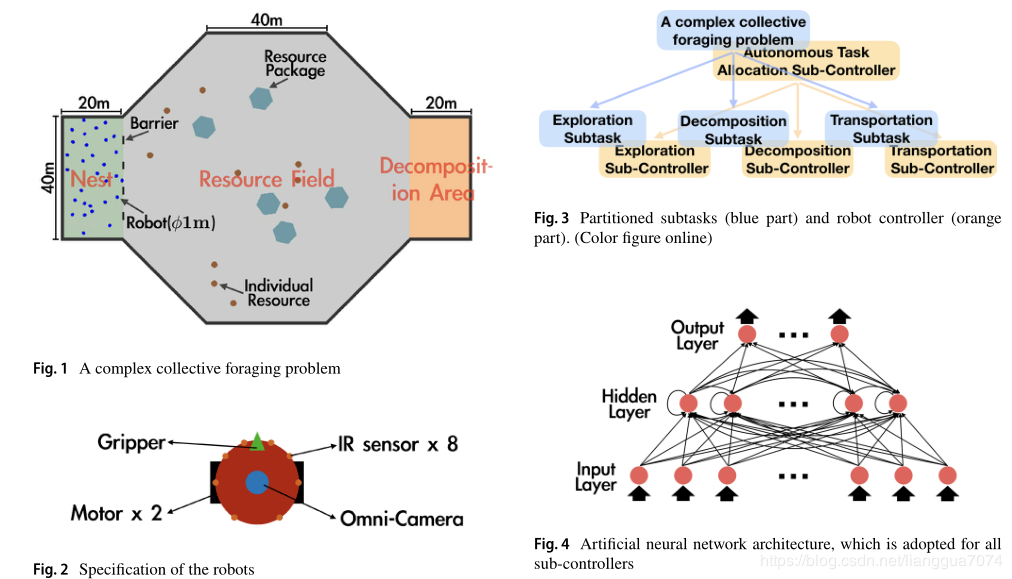 40m
Resource
Package
20m
20m
Barrier
40m
Nest
Resource Field
Decomposit-
ion Area
Robot(ϕ1m)
Individual
Resource
Fig. 1 A complex collective foraging problem
Gripper
IR sensor x 8
Motor x 2
Omni-Camera
Fig. 2 Specification of the robots
A complex collective
foraging problem
Autonomous Task
Allocation Sub-Controller
Exploration
Subtask
Decomposition
Subtask
Transportation
Subtask
Exploration
Sub-Controller
Decomposition
Sub-Controller
Transportation
Sub-Controller
Fig. 3 Partitioned subtasks (blue part) and robot controller (orange
part). (Color figure online)
Output
Layer
Hidden
Layer
Input
Layer
Fig. 4 Artificial neural network architecture, which is adopted for all
sub-controllers
https://blog.csdn.net/lianggua7074